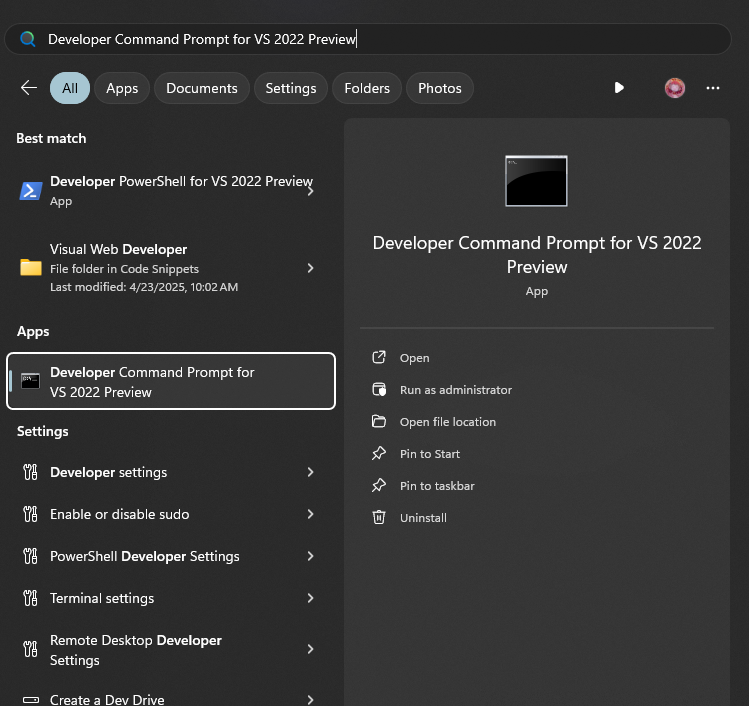 Developer Command Prompt for VS 2022 Preview
All
Apps
Documents
Settings
Folders
Photos
Best match
Developer PowerShell for VS 2022 Preview
App
Visual Web Developer
File folder in Code Snippets
Last modified: 4/23/2025, 10:02 AM
Apps
Developer Command Prompt for
VS 2022 Preview
Settings
Developer settings
Enable or disable sudo
PowerShell Developer Settings
Terminal settings
Remote Desktop Developer
Settings
Create a Dev Drive
Developer Command Prompt for VS 2022
Preview
App
Open
Run as administrator
Open file location
Pin to Start
Pin to taskbar
Uninstall